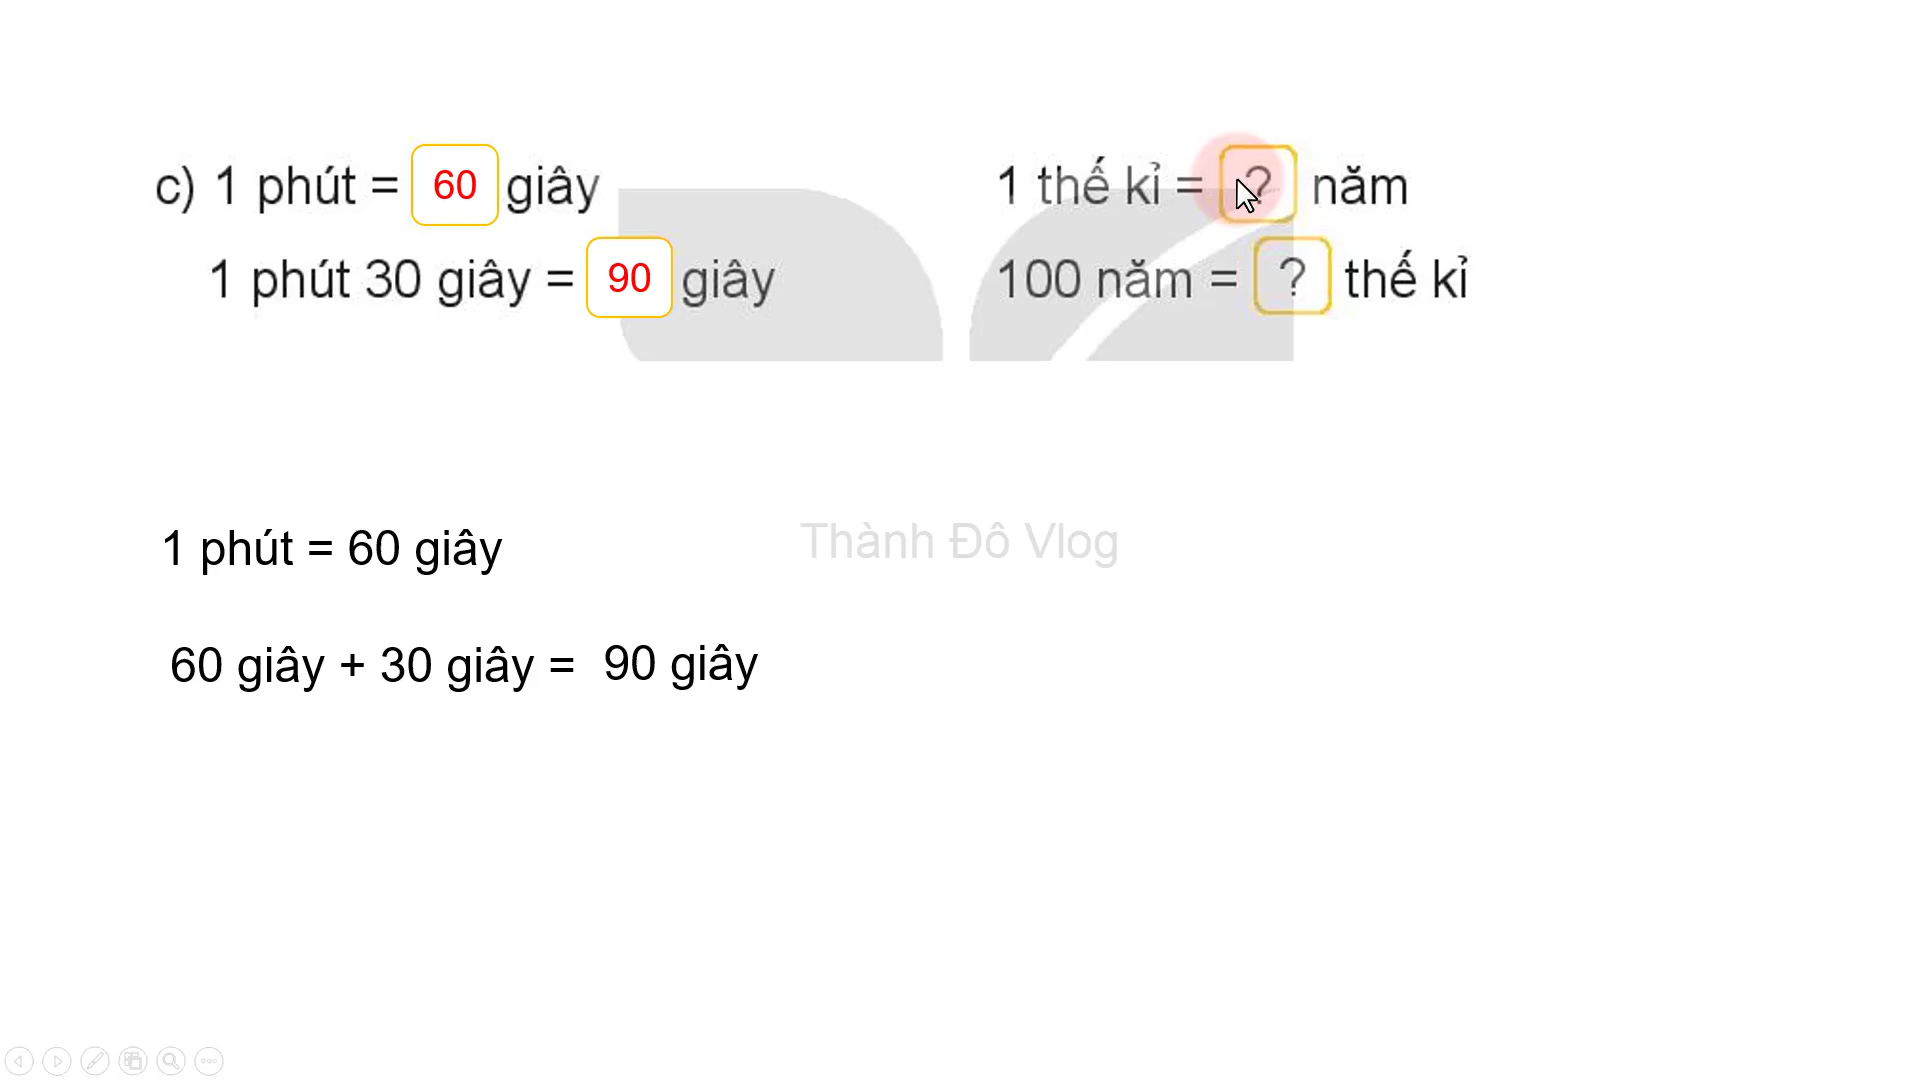 c) 1 phút = 60 giây
1 phút 30 giây = 90 giây
1 thế kỉ = ? năm
100 năm = ? thế kỉ
Thành Đô Vlog
1 phút = 60 giây
60 giây + 30 giây = 90 giây